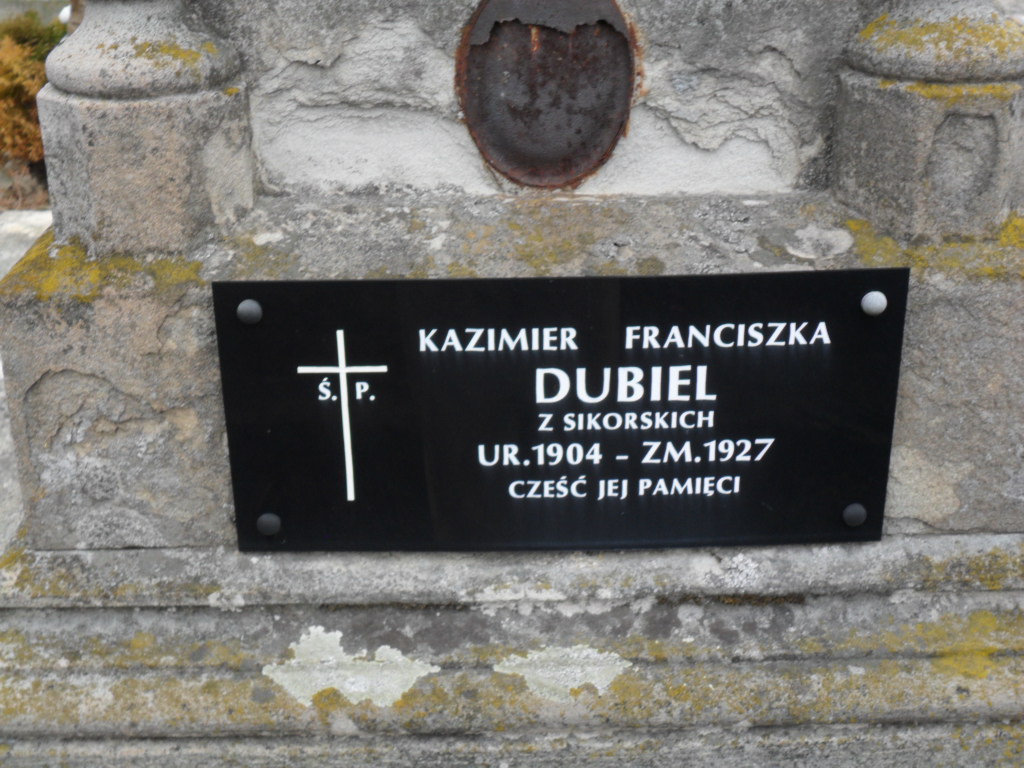 KAZIMIER FRANCISZKA
Ś. P.
DUBIEL
Z SIKORSKICH
UR.1904 - ZM.1927
CZEŚĆ JEJ PAMIĘCI